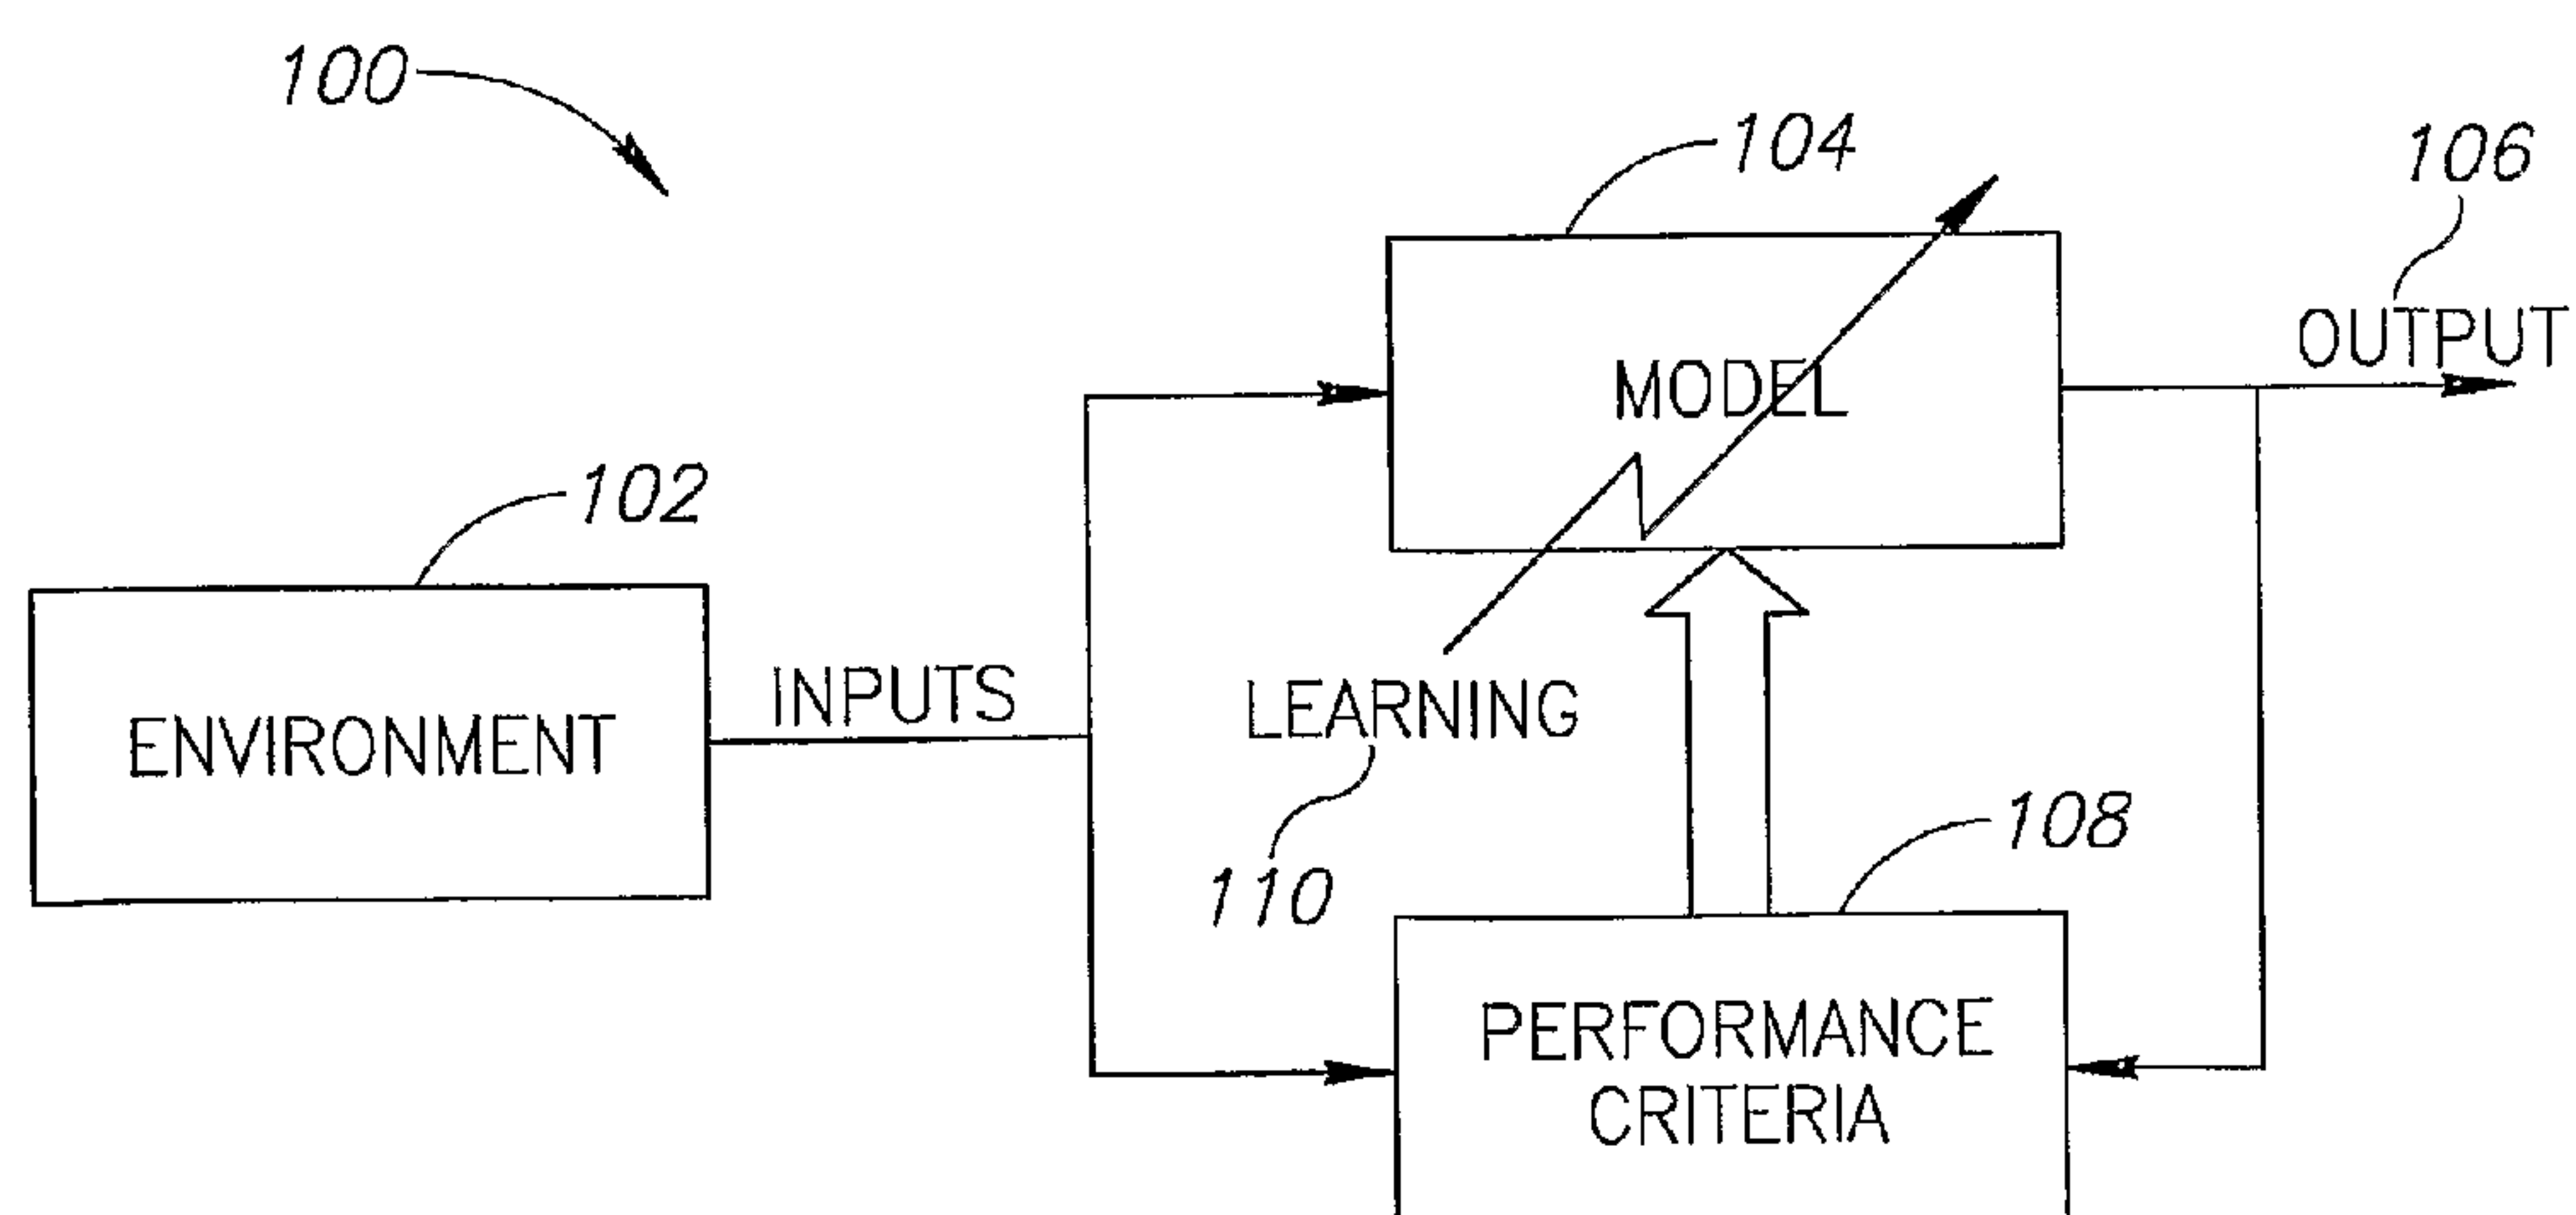 100
104
106
OUTPUT
MODEL
102
INPUTS
LEARNING
ENVIRONMENT
108
110
PERFORMANCE
CRITERIA